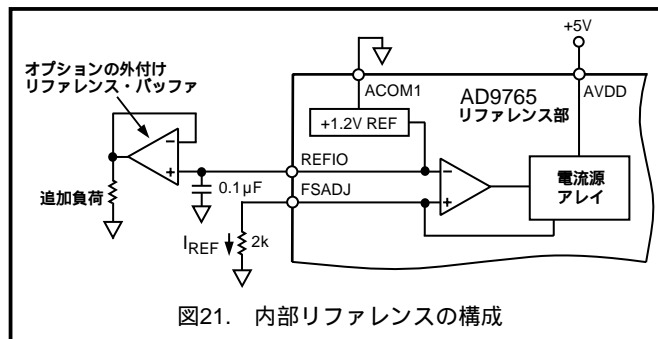 +5V
オプションの外付け
リファレンス・バッファ
ACOM1
AD9765
リファレンス部
AVDD
+1.2V REF
REFIO
0.1μF
FSADJ
追加負荷
IREF
2k
電流源
アレイ
図21. 内部リファレンスの構成